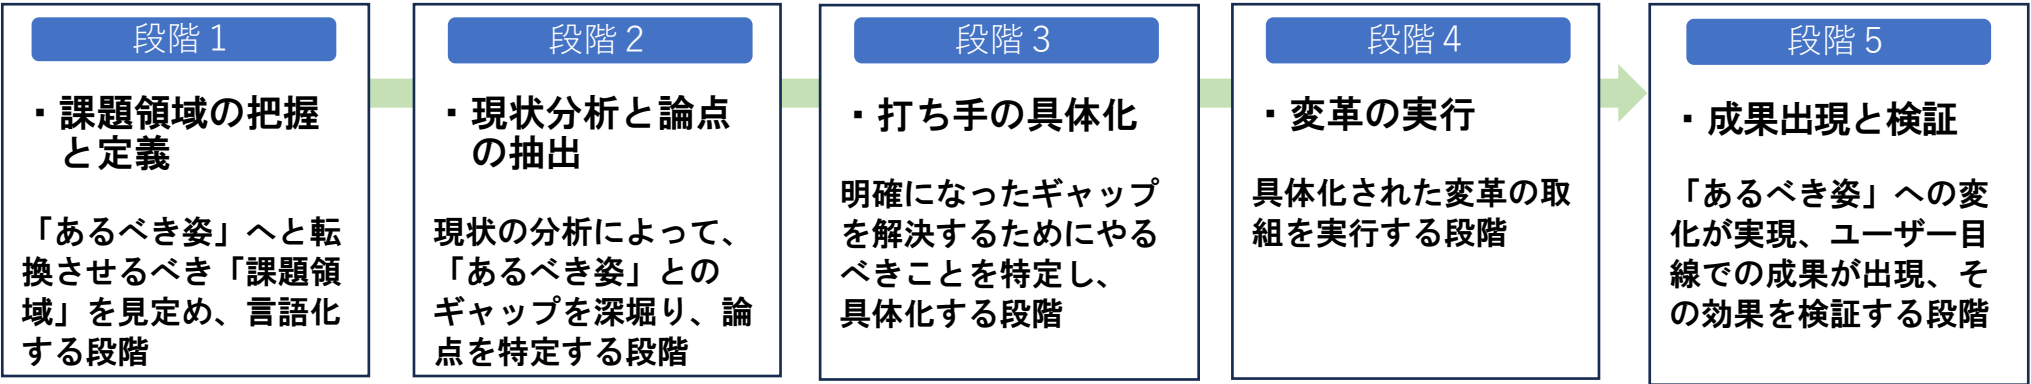 段階１
・課題領域の把握
と定義
「あるべき姿」へと転
換させるべき「課題領
域」を見定め、言語化
する段階
段階２
・現状分析と論点
の抽出
現状の分析によって、
「あるべき姿」との
ギャップを深堀り、論
点を特定する段階
段階３
・打ち手の具体化
明確になったギャップ
を解決するためにやる
べきことを特定し、
具体化する段階
段階４
・変革の実行
具体化された変革の取
組を実行する段階
段階５
・成果出現と検証
「あるべき姿」への変
化が実現、ユーザー目
線での成果が出現、そ
の効果を検証する段階